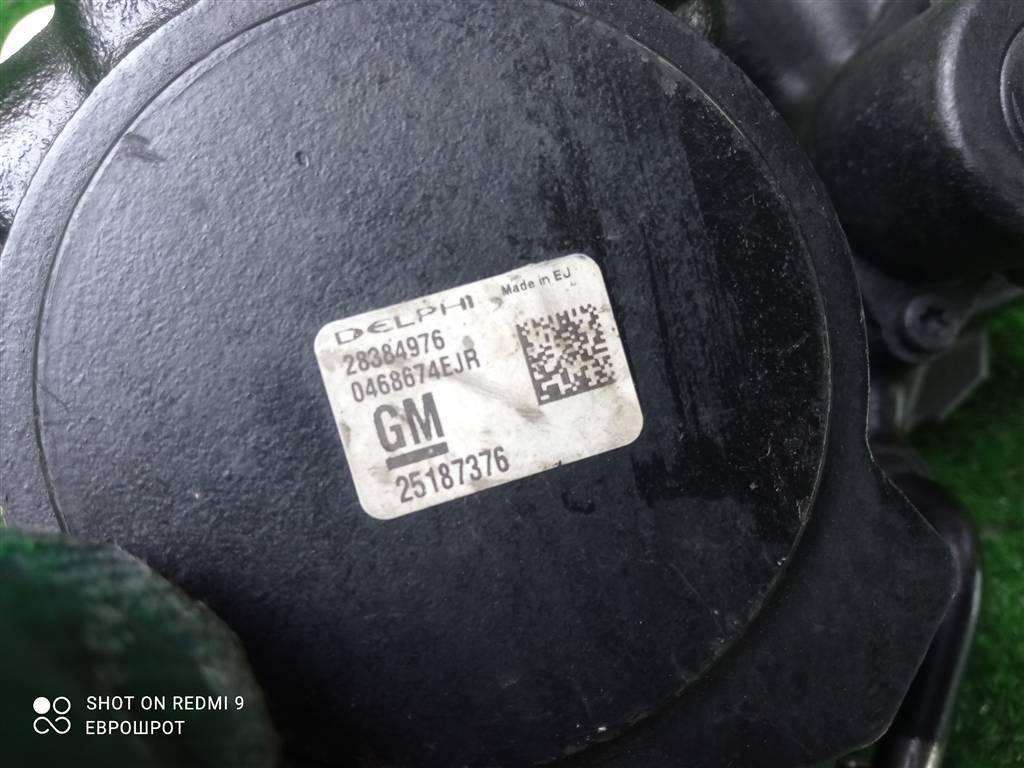 DELPHI
Made in EJ
28384976
0468674EJR
GM
25187376
SHOT ON REDMI 9
ЕВРОШРОТ